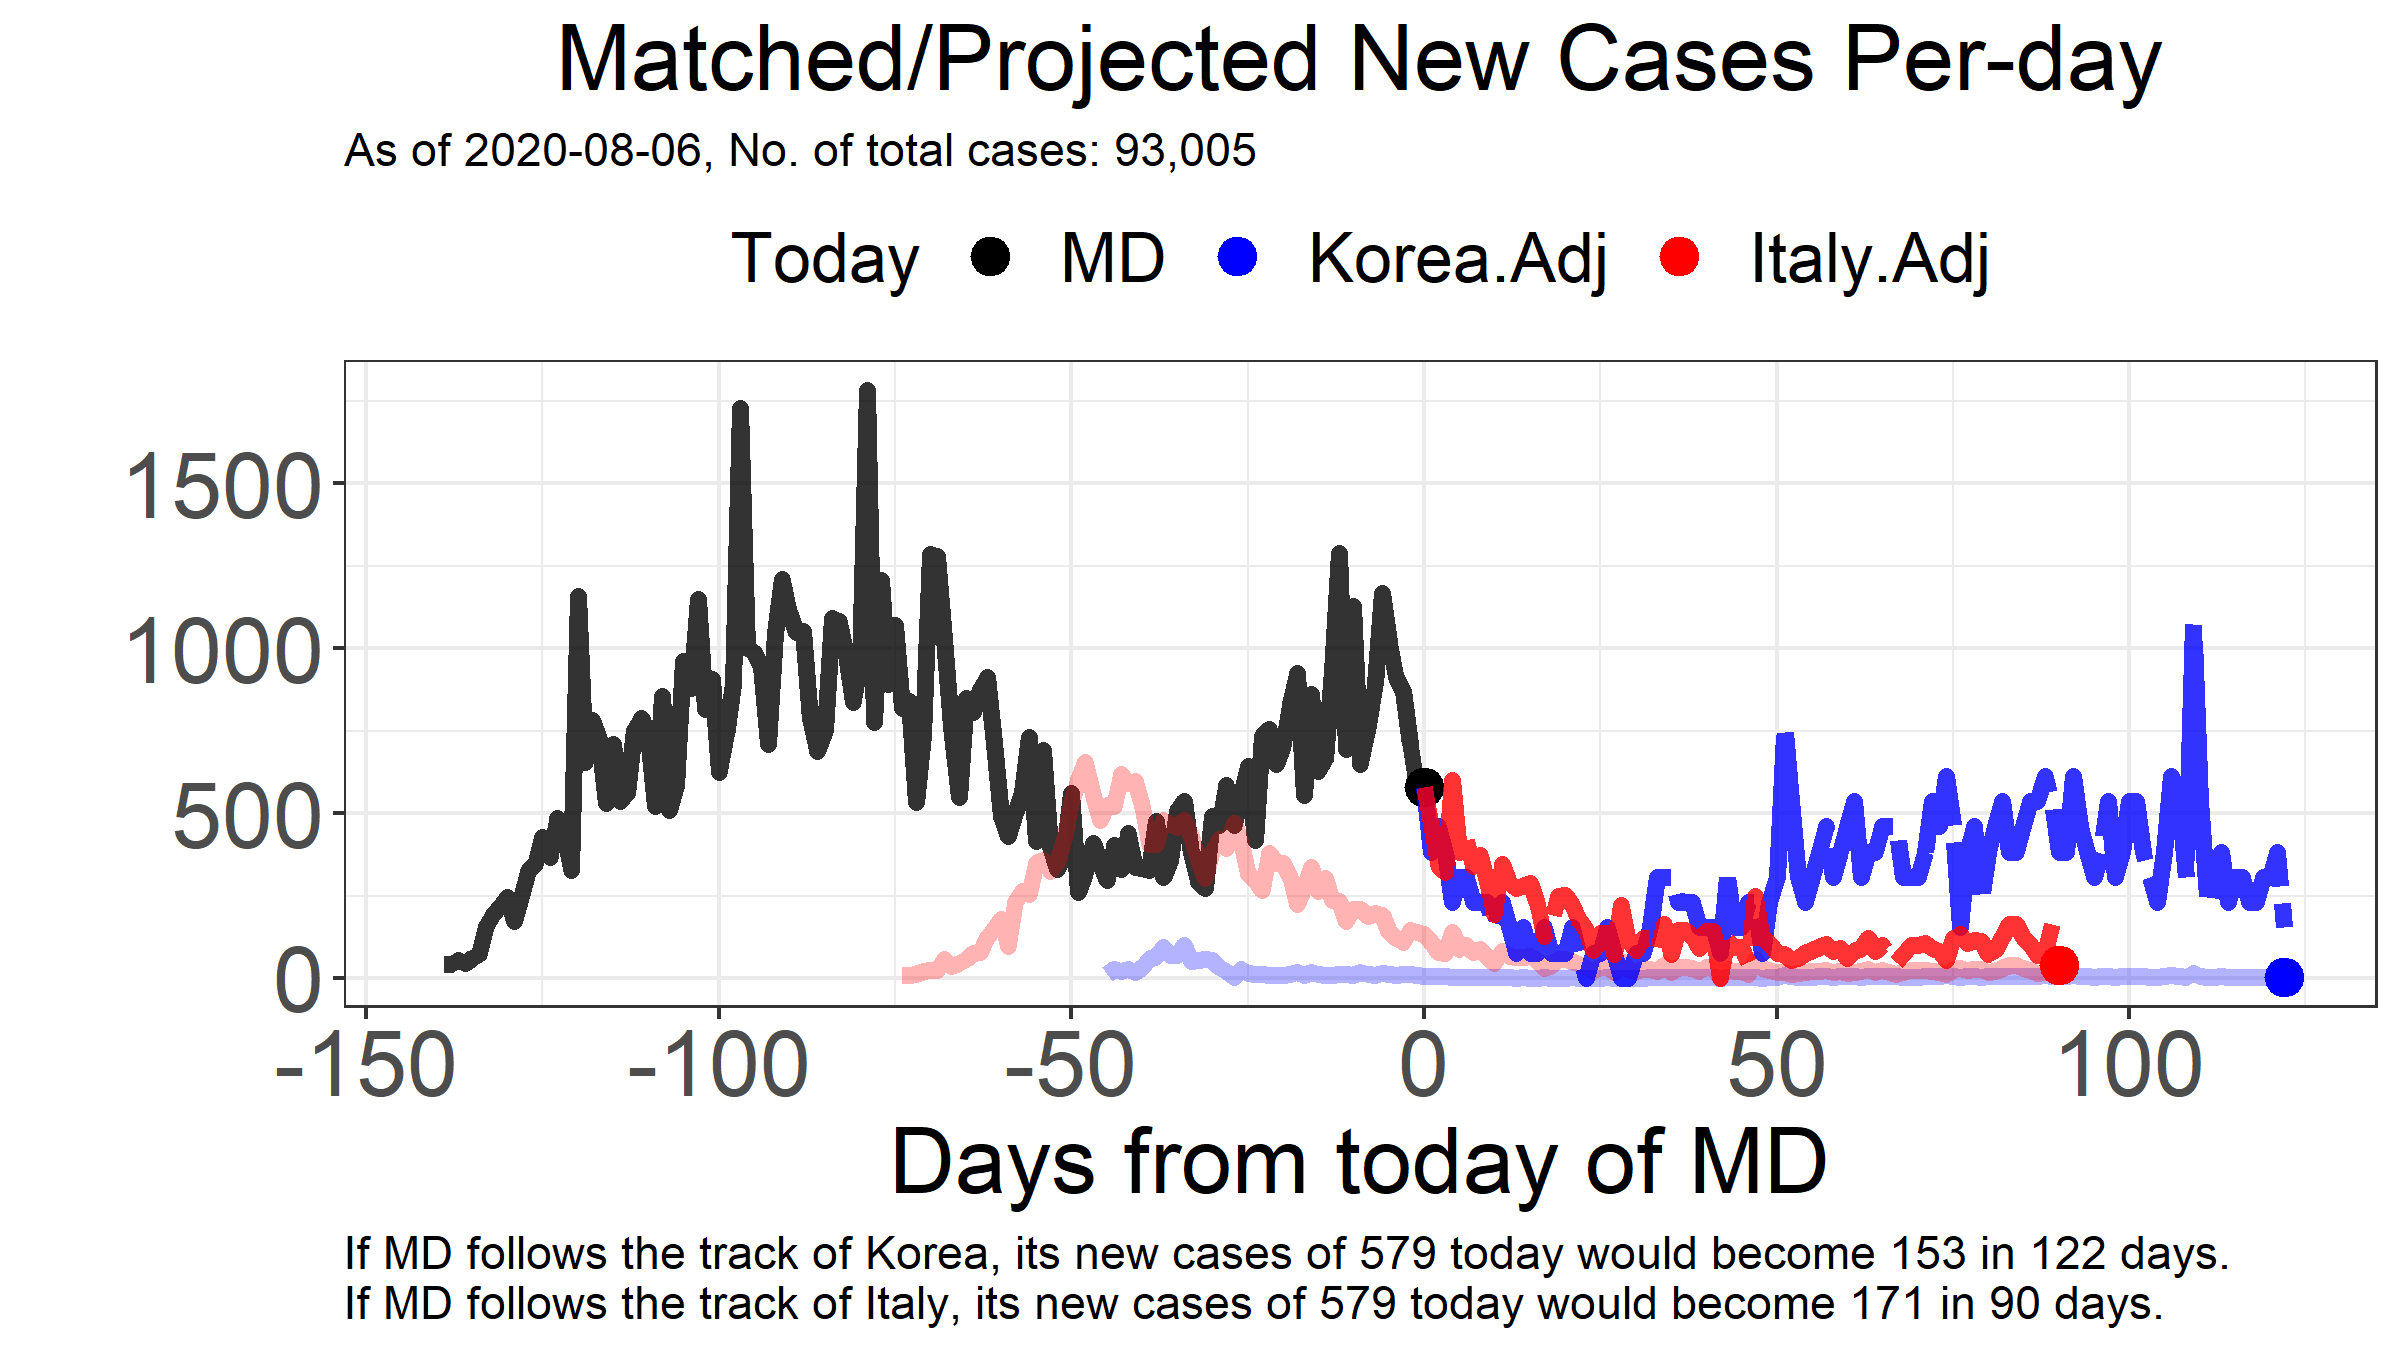 Matched/Projected New Cases Per-day
As of 2020-08-06, No. of total cases: 93,005
Today MD Korea.Adj Italy.Adj
1500
1000
500
0
-150 -100 -50 0 50 100
Days from today of MD
If MD follows the track of Korea, its new cases of 579 today would become 153 in 122 days.
If MD follows the track of Italy, its new cases of 579 today would become 171 in 90 days.